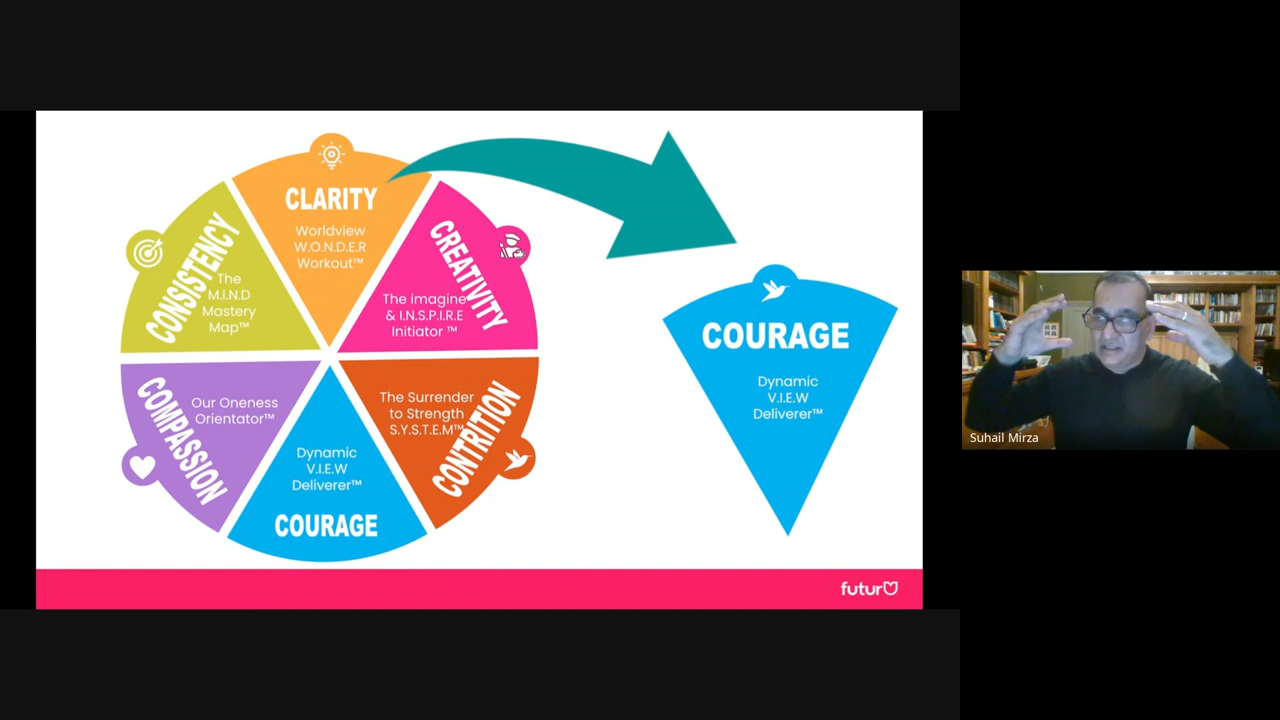 CLARITY
Worldview
W.O.N.D.E.R
Workout™
CREATIVITY
The imagine
& I.N.S.P.I.R.E
Initiator ™
CONTRITION
The Surrender
to Strength
S.Y.S.T.E.M™
Dynamic
V.I.E.W
Deliverer™
COURAGE
COMPASSION
Our Oneness
Orientator™
CONSISTENCY
The
M.I.N.D
Mastery
Map™
COURAGE
Dynamic
V.I.E.W
Deliverer™
futur
Suhail Mirza